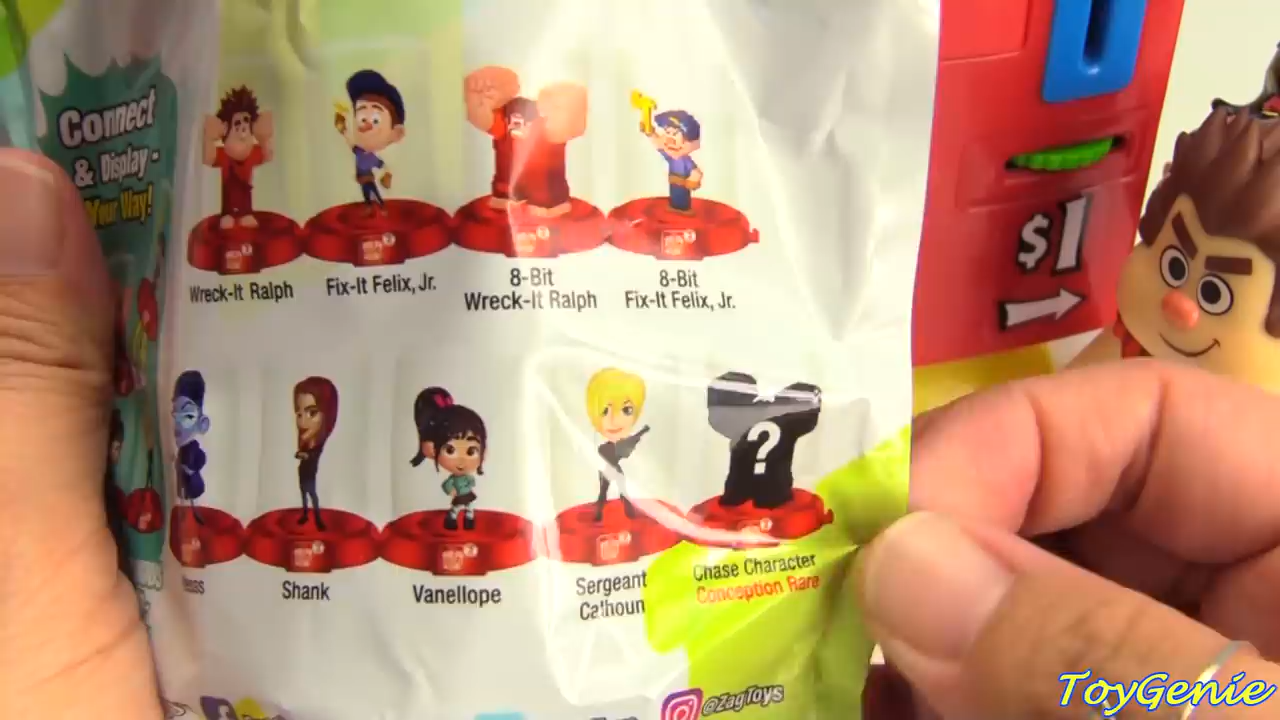 Connect
& Display -
Your Way!
$1
Wreck-It Ralph
Fix-It Felix, Jr.
8-Bit
Wreck-It Ralph
8-Bit
Fix-It Felix, Jr.
?
Shank
Vanellope
Sergeant
Calhoun
Chase Character
Conception Rare
@ZagToys
ToyGenie